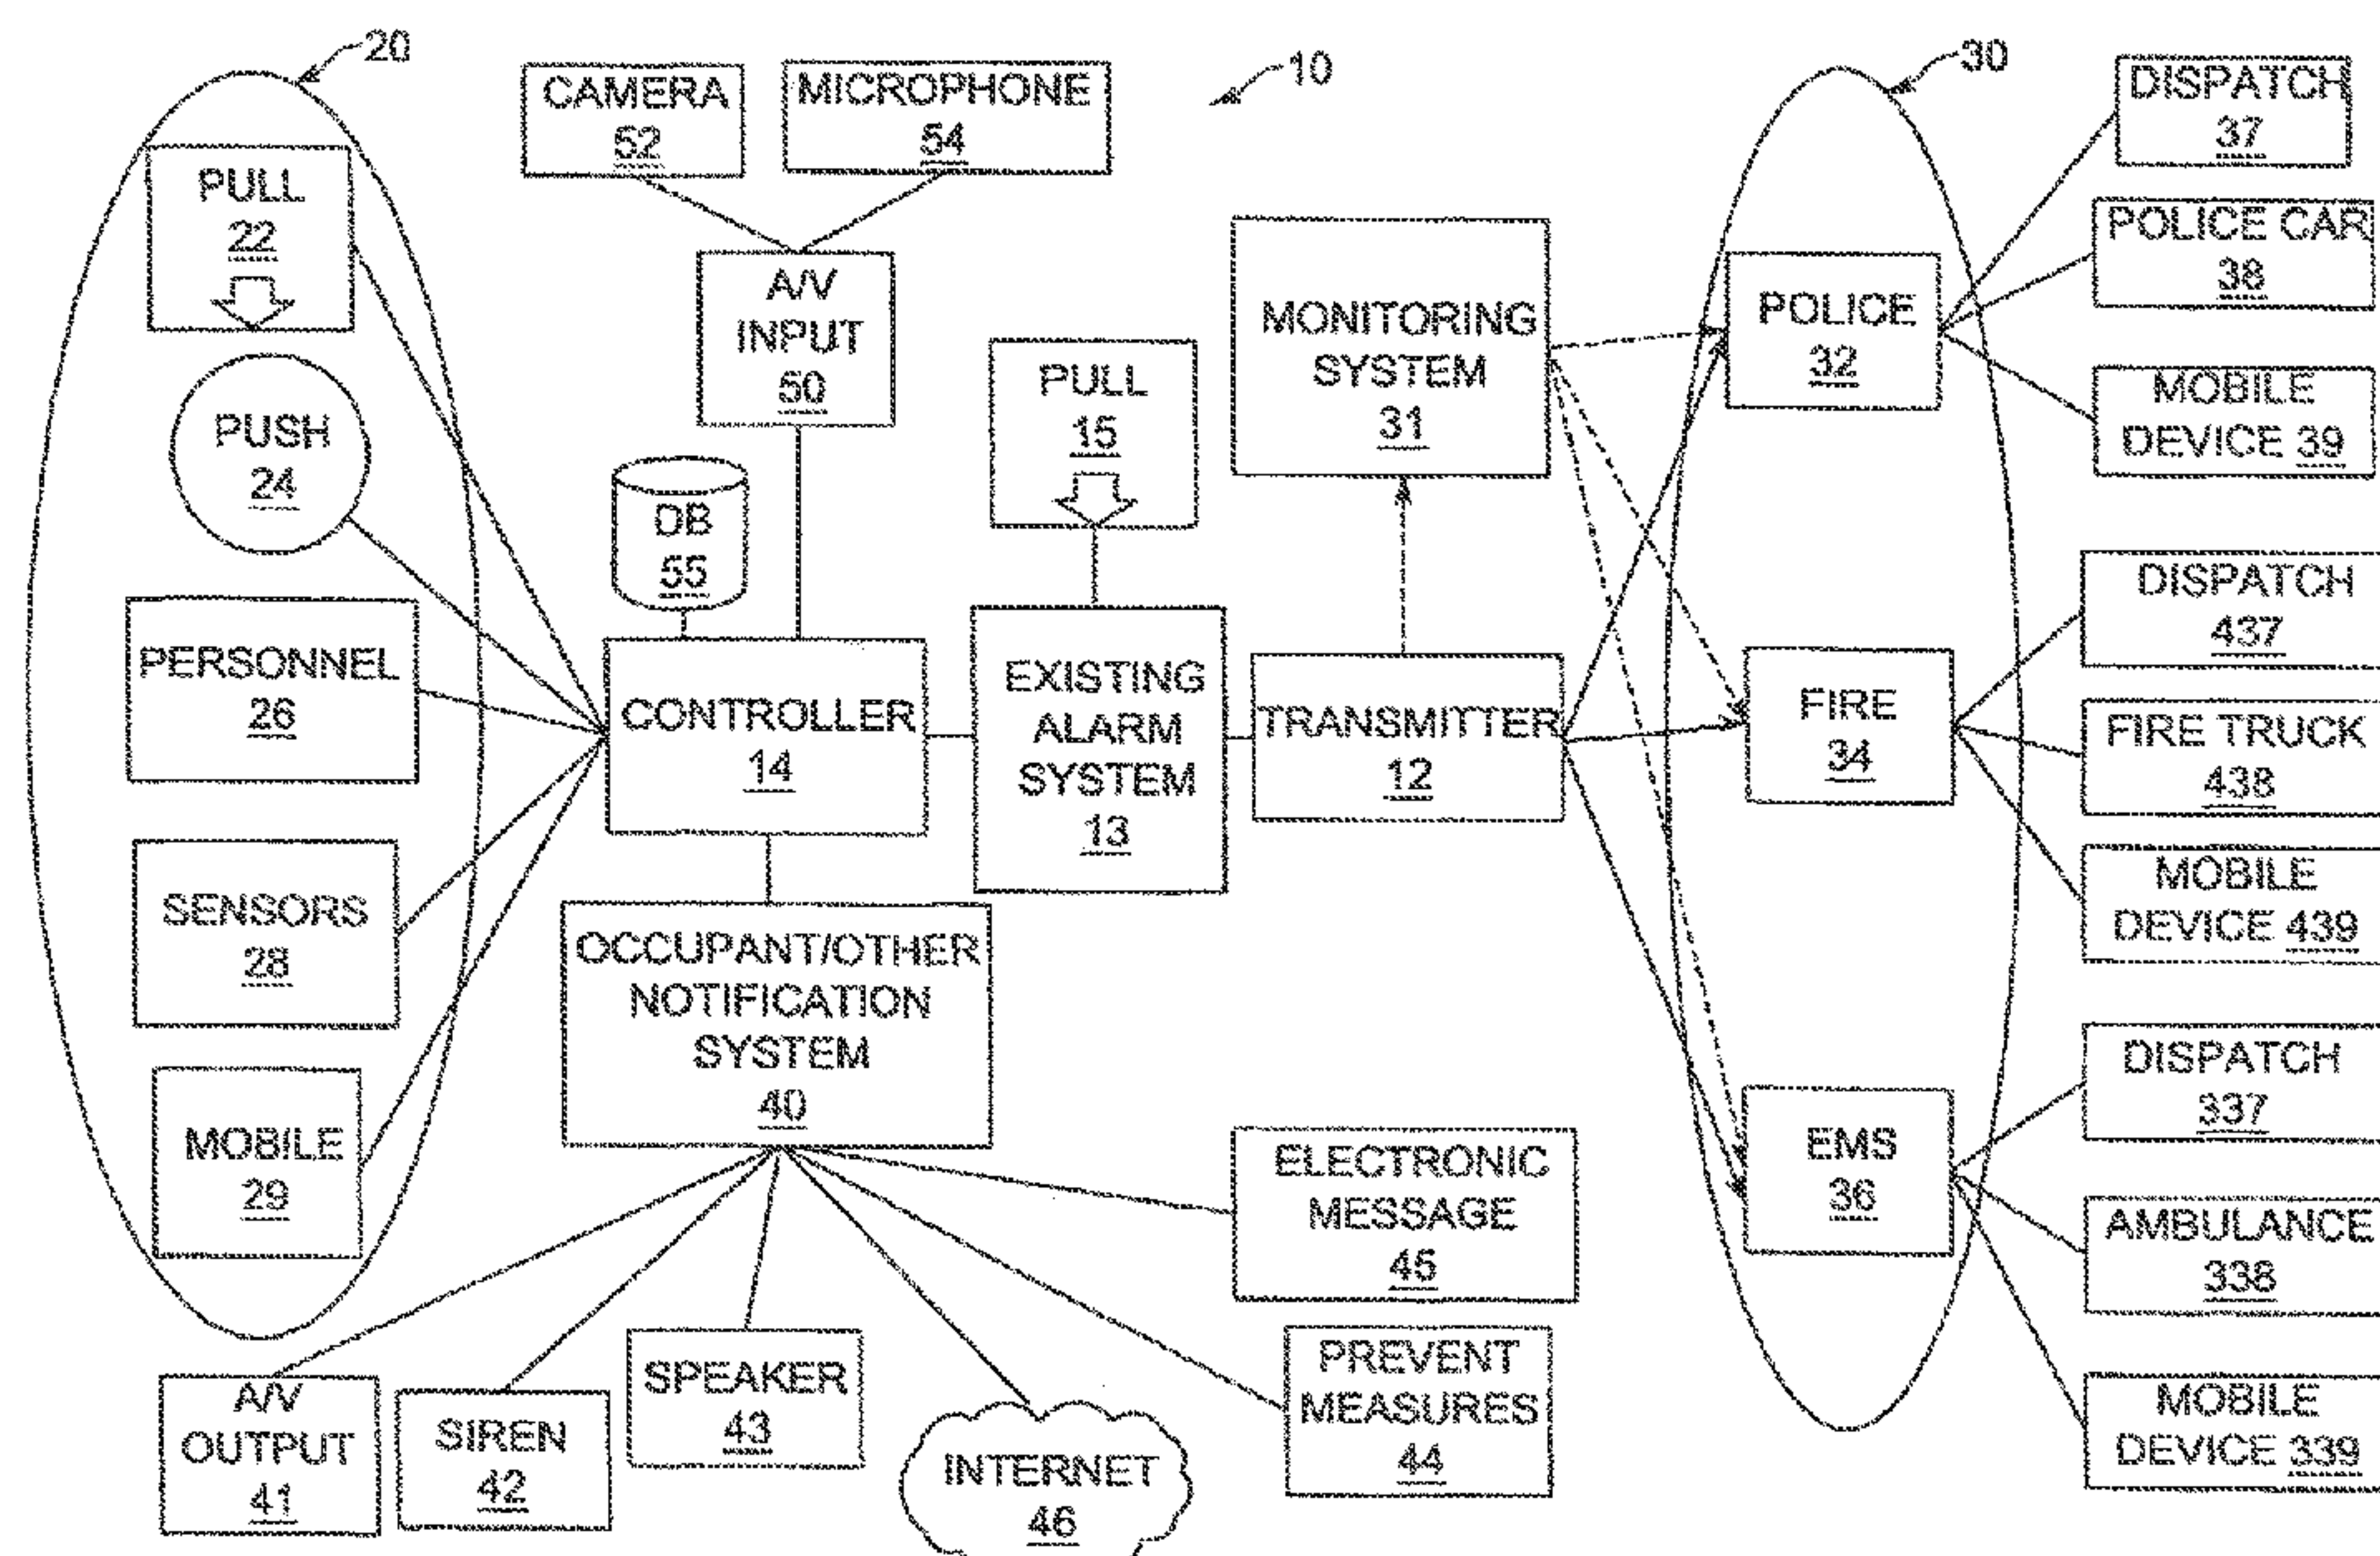 20
PULL
22
PUSH
24
PERSONNEL
26
SENSORS
28
MOBILE
29
CAMERA
52
MICROPHONE
54
10
A/V
INPUT
50
DB
55
PULL
15
CONTROLLER
14
EXISTING
ALARM
SYSTEM
13
TRANSMITTER
12
MONITORING
SYSTEM
31
OCCUPANT/OTHER
NOTIFICATION
SYSTEM
40
A/V
OUTPUT
41
SIREN
42
SPEAKER
43
INTERNET
46
PREVENT
MEASURES
44
ELECTRONIC
MESSAGE
45
30
POLICE
32
FIRE
34
EMS
36
DISPATCH
37
POLICE CAR
38
MOBILE
DEVICE 39
DISPATCH
437
FIRE TRUCK
438
MOBILE
DEVICE 439
DISPATCH
337
AMBULANCE
338
MOBILE
DEVICE 339